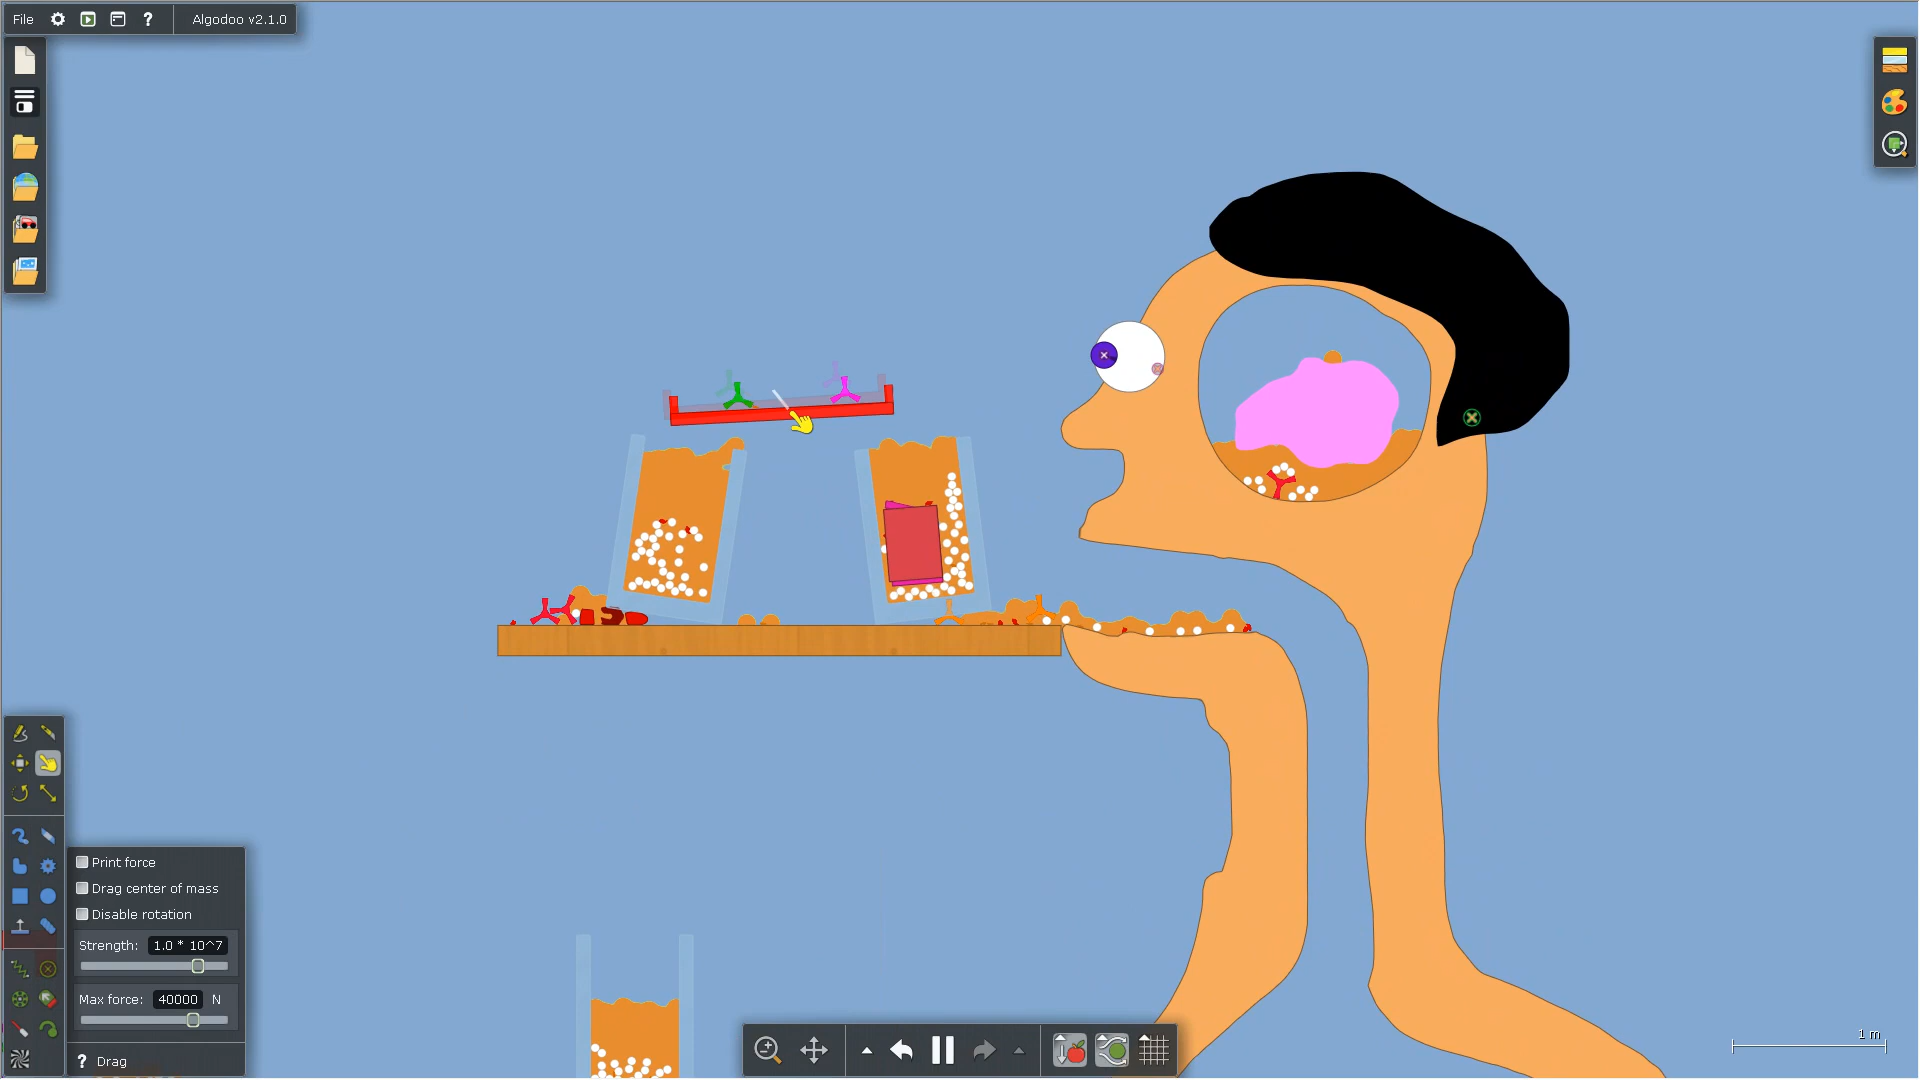 File ? Algodoo v2.1.0
Print force
Drag center of mass
Disable rotation
Strength: 1.0 * 10^7
Max force: 40000 N
? Drag
1 m